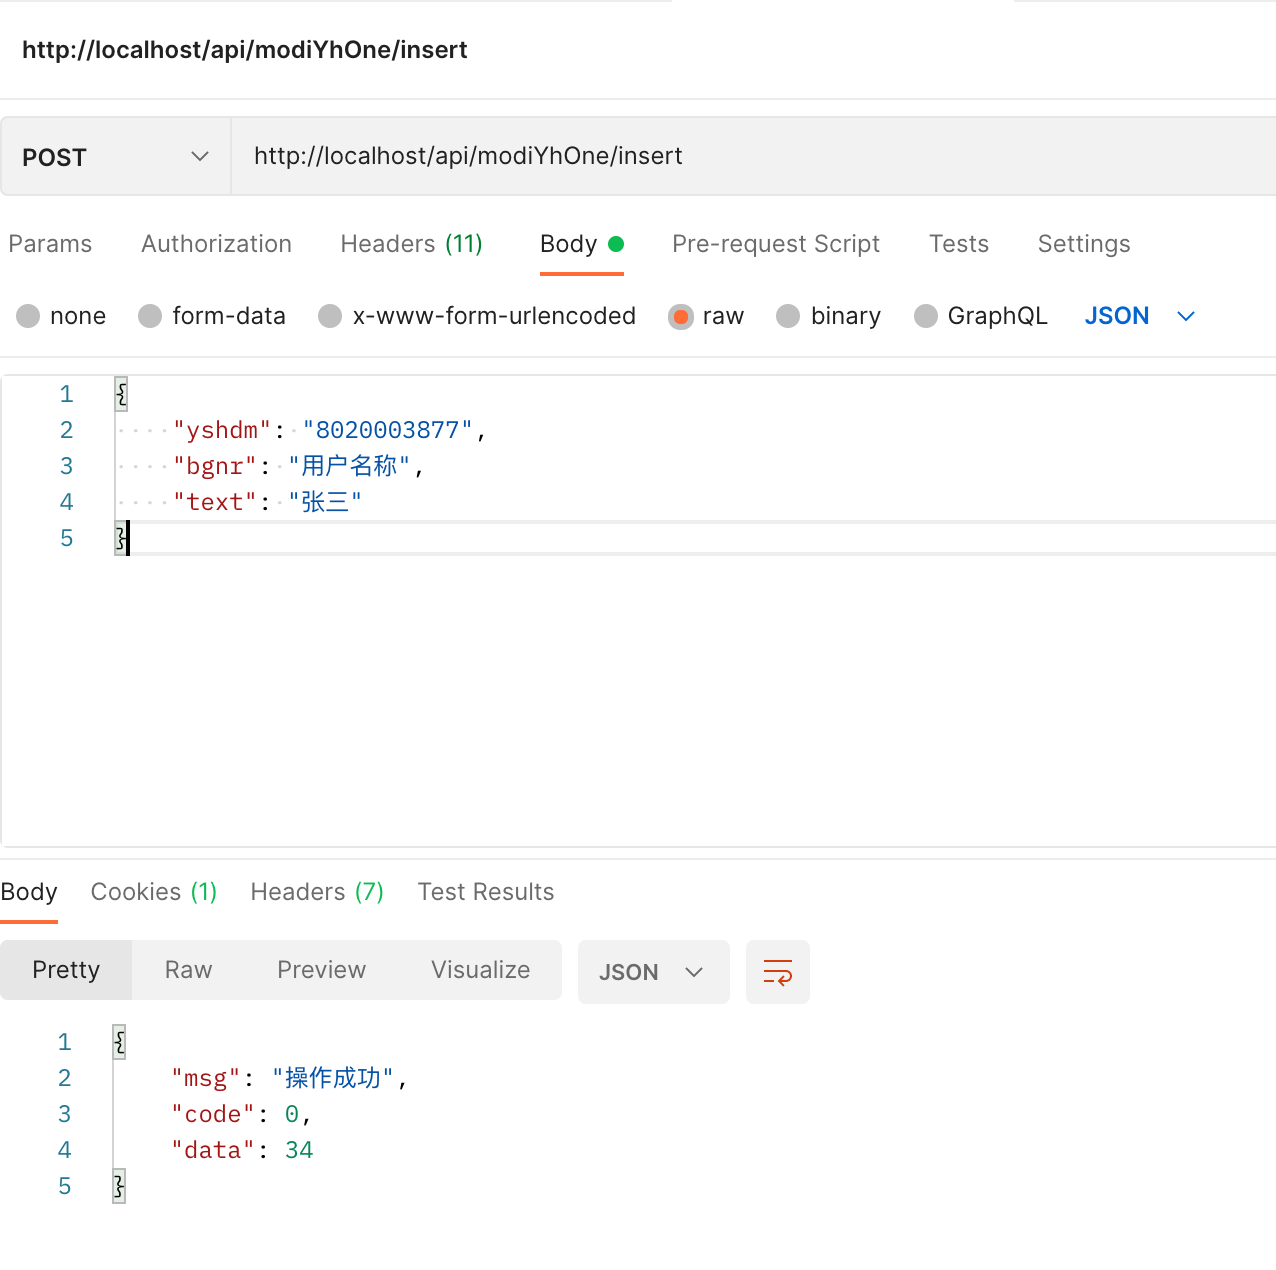 http://localhost/api/modiYhOne/insert
POST http://localhost/api/modiYhOne/insert
Params Authorization Headers (11) Body Pre-request Script Tests Settings
none form-data x-www-form-urlencoded raw binary GraphQL JSON
1 {
2 "yshdm": "8020003877",
3 "bgnr": "用户名称",
4 "text": "张三"
5 }
Body Cookies (1) Headers (7) Test Results
Pretty Raw Preview Visualize JSON
1 {
2 "msg": "操作成功",
3 "code": 0,
4 "data": 34
5 }